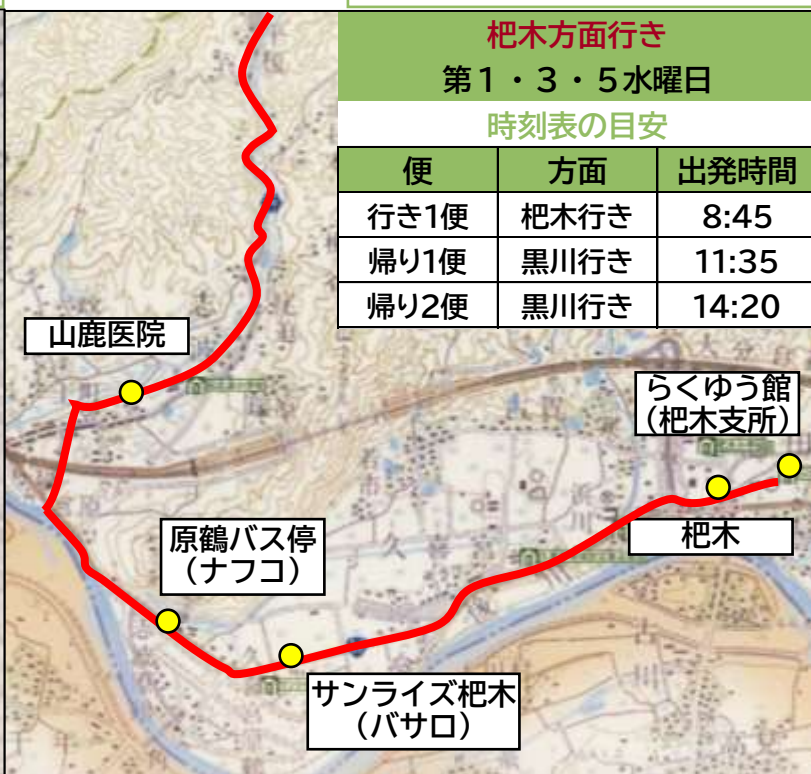 杷木方面行き
第1・3・5水曜日
時刻表の目安
便 方面 出発時間
行き1便 杷木行き 8:45
帰り1便 黒川行き 11:35
帰り2便 黒川行き 14:20
山鹿医院
らくゆう館
(杷木支所)
杷木
原鶴バス停
(ナフコ)
サンライズ杷木
(バサロ)